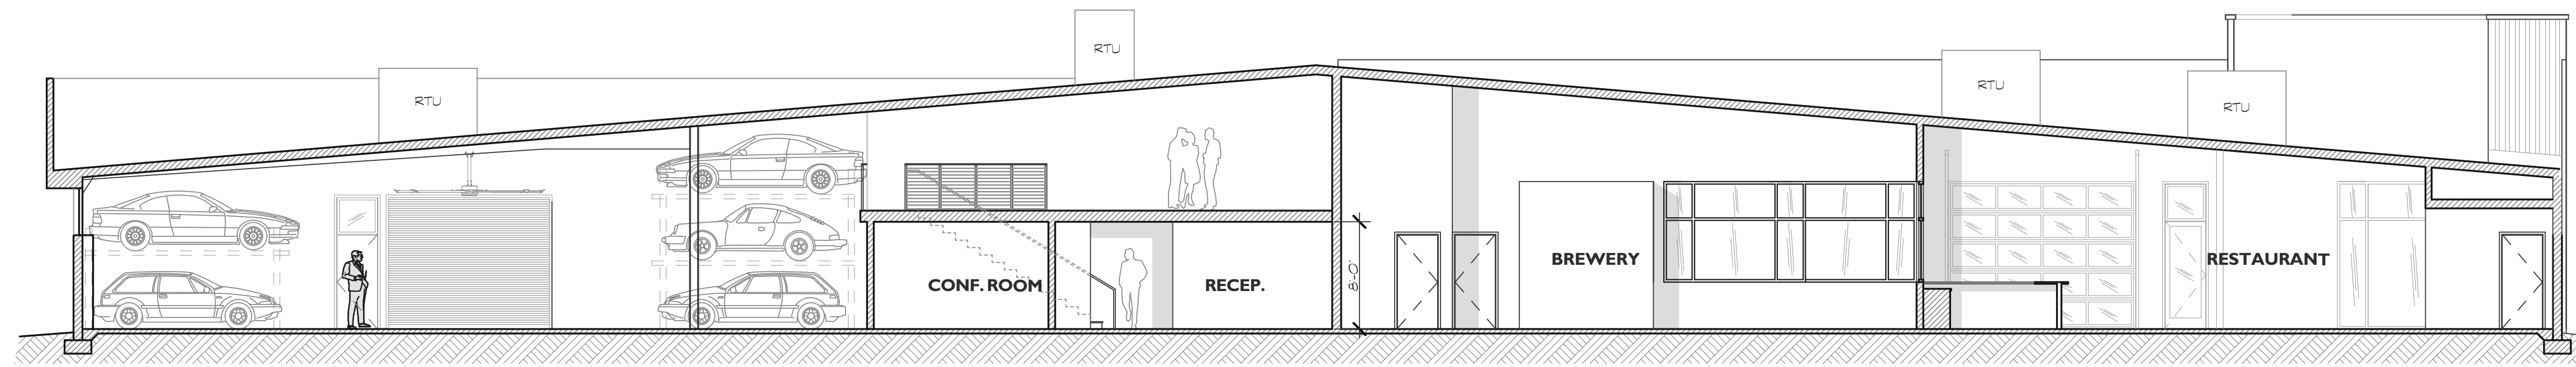 RTU
RTU
RTU
RTU
CONF. ROOM
RECEP.
8'-0"
BREWERY
RESTAURANT